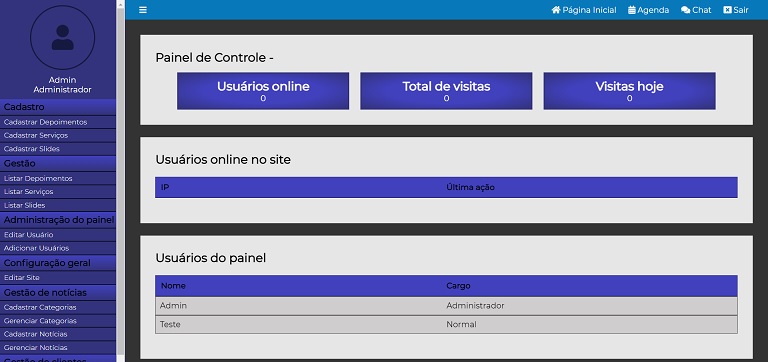 Página Inicial Agenda Chat Sair
Admin
Administrador
Cadastro
Cadastrar Depoimentos
Cadastrar Serviços
Cadastrar Slides
Gestão
Listar Depoimentos
Listar Serviços
Listar Slides
Administração do painel
Editar Usuário
Adicionar Usuários
Configuração geral
Editar Site
Gestão de notícias
Cadastrar Categorias
Gerenciar Categorias
Cadastrar Notícias
Gerenciar Notícias
Gestão de clientes
Painel de Controle -
Usuários online
0
Total de visitas
0
Visitas hoje
0
Usuários online no site
IP Última ação
Usuários do painel
Nome Cargo
Admin Administrador
Teste Normal